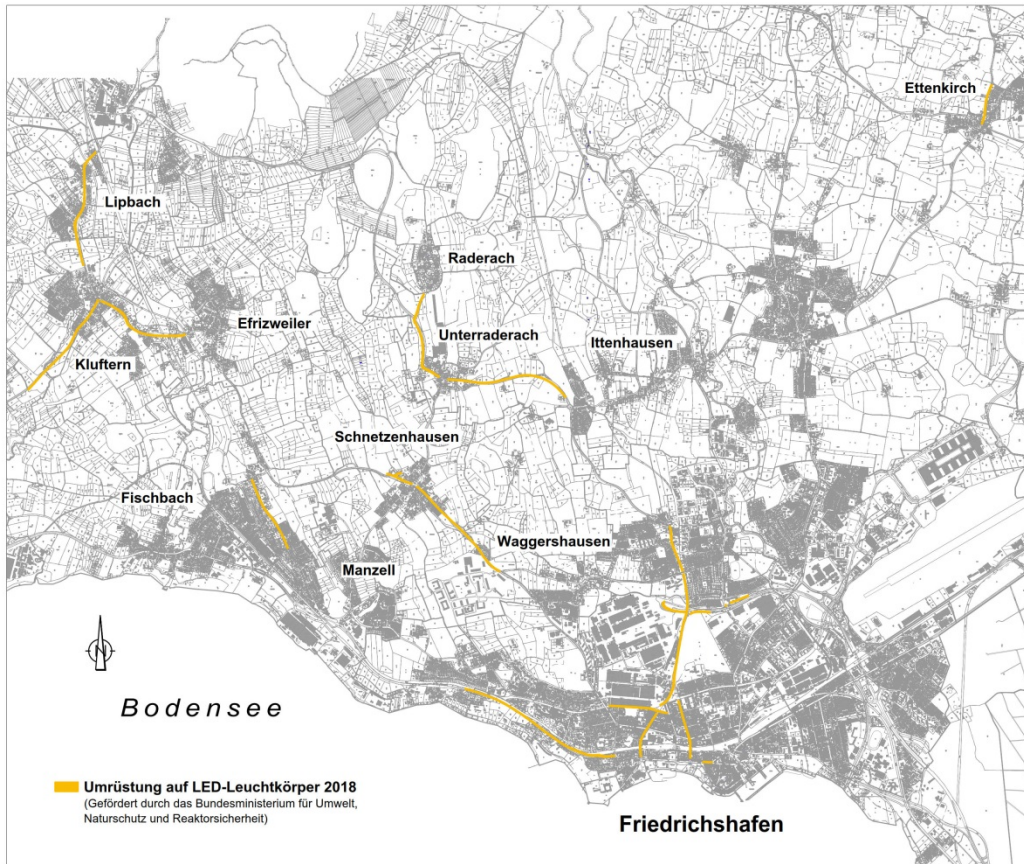 Ettenkirch
Lipbach
Raderach
Efrizweiler
Unterraderach
Ittenhausen
Kluftern
Schnetzenhausen
Fischbach
Waggershausen
Manzell
N
Bodensee
Umrüstung auf LED-Leuchtkörper 2018
(Gefördert durch das Bundesministerium für Umwelt,
Naturschutz und Reaktorsicherheit)
Friedrichshafen